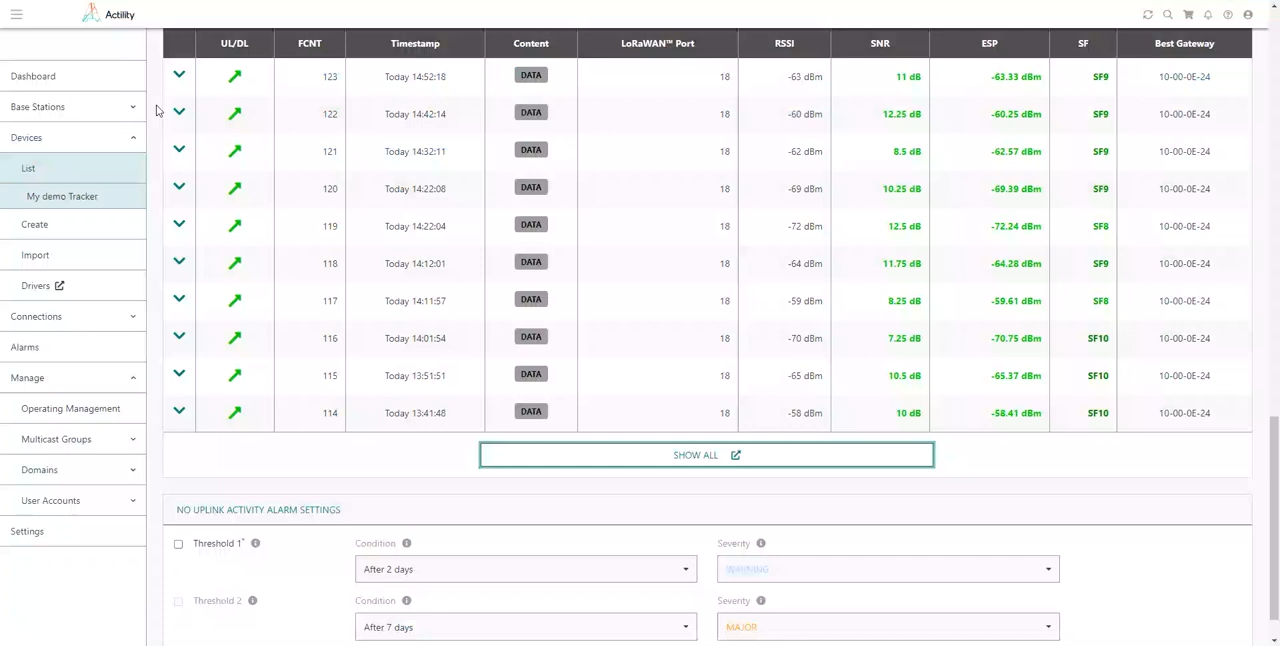 Actility
Dashboard
Base Stations
Devices
List
My demo Tracker
Create
Import
Drivers
Connections
Alarms
Manage
Operating Management
Multicast Groups
Domains
User Accounts
Settings
UL/DL FCNT Timestamp Content LoRaWAN™ Port RSSI SNR ESP SF Best Gateway
123 Today 14:52:18 DATA 18 -63 dBm 11 dB -63.33 dBm SF9 10-00-0E-24
122 Today 14:42:14 DATA 18 -60 dBm 12.25 dB -60.25 dBm SF9 10-00-0E-24
121 Today 14:32:11 DATA 18 -62 dBm 8.5 dB -62.57 dBm SF9 10-00-0E-24
120 Today 14:22:08 DATA 18 -69 dBm 10.25 dB -69.39 dBm SF9 10-00-0E-24
119 Today 14:22:04 DATA 18 -72 dBm 12.5 dB -72.24 dBm SF8 10-00-0E-24
118 Today 14:12:01 DATA 18 -64 dBm 11.75 dB -64.28 dBm SF9 10-00-0E-24
117 Today 14:11:57 DATA 18 -59 dBm 8.25 dB -59.61 dBm SF8 10-00-0E-24
116 Today 14:01:54 DATA 18 -70 dBm 7.25 dB -70.75 dBm SF10 10-00-0E-24
115 Today 13:51:51 DATA 18 -65 dBm 10.5 dB -65.37 dBm SF10 10-00-0E-24
114 Today 13:41:48 DATA 18 -58 dBm 10 dB -58.41 dBm SF10 10-00-0E-24
SHOW ALL
NO UPLINK ACTIVITY ALARM SETTINGS
Threshold 1* Condition Severity
After 2 days WARNING
Threshold 2 Condition Severity
After 7 days MAJOR